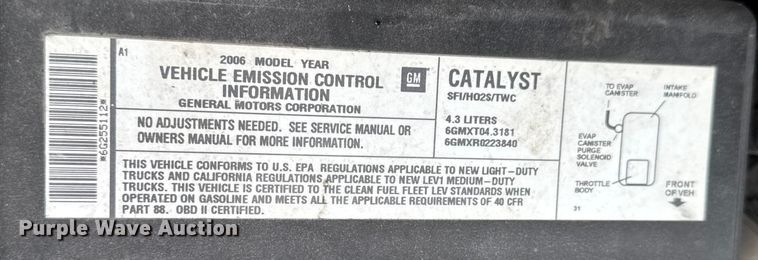 A1
2006 MODEL YEAR
VEHICLE EMISSION CONTROL
INFORMATION
GENERAL MOTORS CORPORATION
GM
CATALYST
SFI/HO2S/TWC
NO ADJUSTMENTS NEEDED. SEE SERVICE MANUAL OR
OWNERS MANUAL FOR MORE INFORMATION.
4.3 LITERS
6GMXT04.3181
6GMXR0223840
THIS VEHICLE CONFORMS TO U.S. EPA REGULATIONS APPLICABLE TO NEW LIGHT-DUTY
TRUCKS AND CALIFORNIA REGULATIONS APPLICABLE TO NEW LEV1 MEDIUM-DUTY
TRUCKS. THIS VEHICLE IS CERTIFIED TO THE CLEAN FUEL FLEET LEV STANDARDS WHEN
OPERATED ON GASOLINE AND MEETS ALL THE APPLICABLE REQUIREMENTS OF 40 CFR
PART 88. OBD II CERTIFIED.
*6G255112*
TO EVAP
CANISTER
INTAKE
MANIFOLD
EVAP
CANISTER
PURGE
SOLENOID
VALVE
THROTTLE
BODY
FRONT
OF VEH
31
Purple Wave Auction